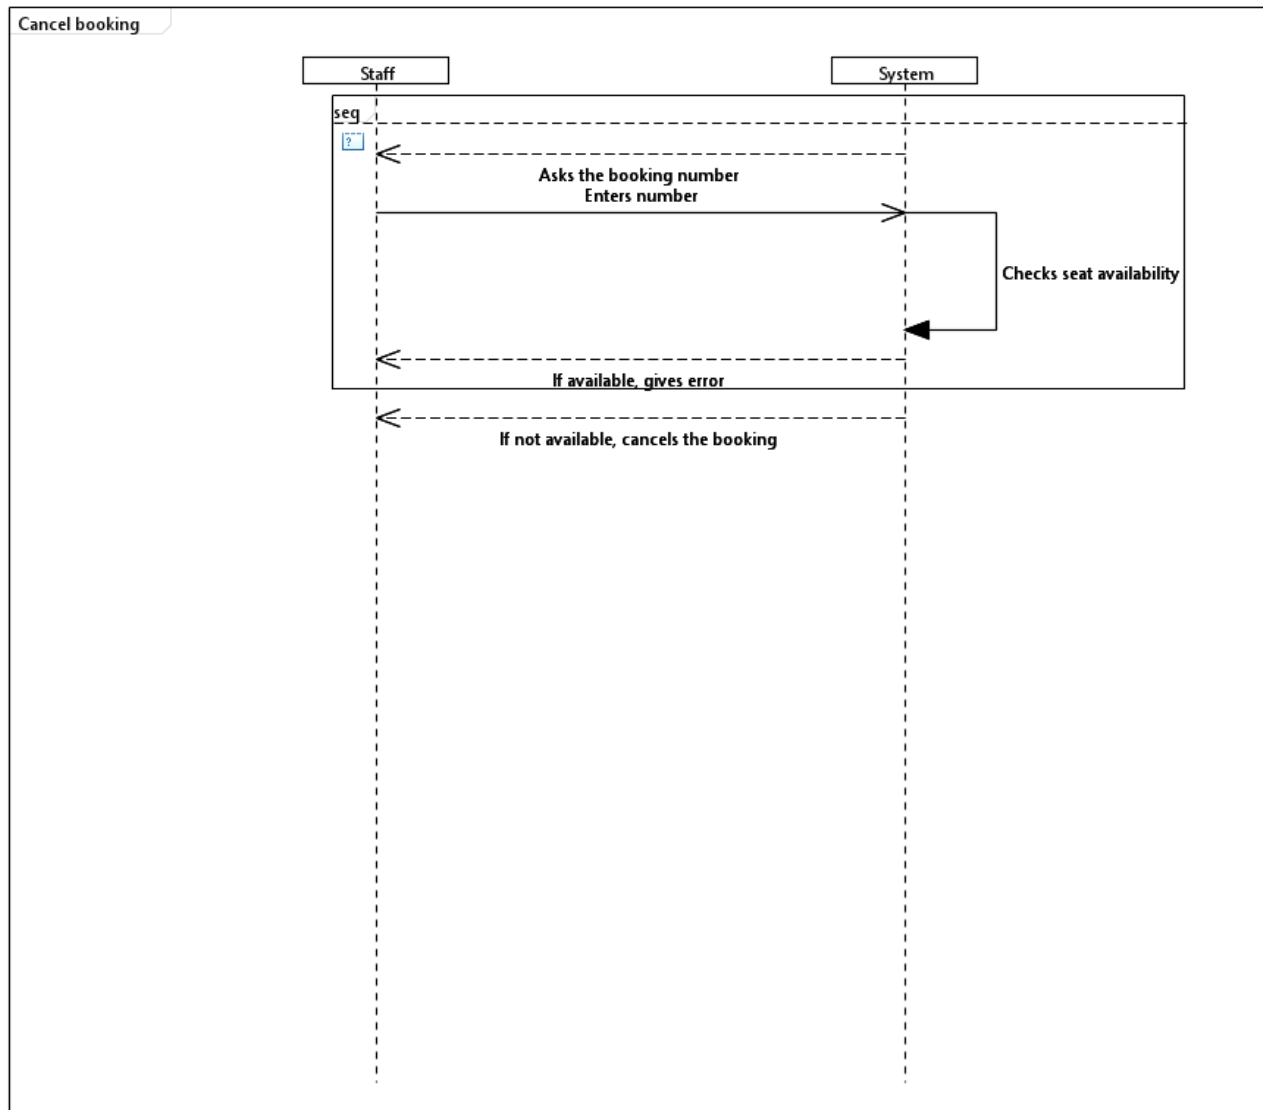 Cancel booking
Staff
System
seq
?
Asks the booking number
Enters number
Checks seat availability
If available, gives error
If not available, cancels the booking